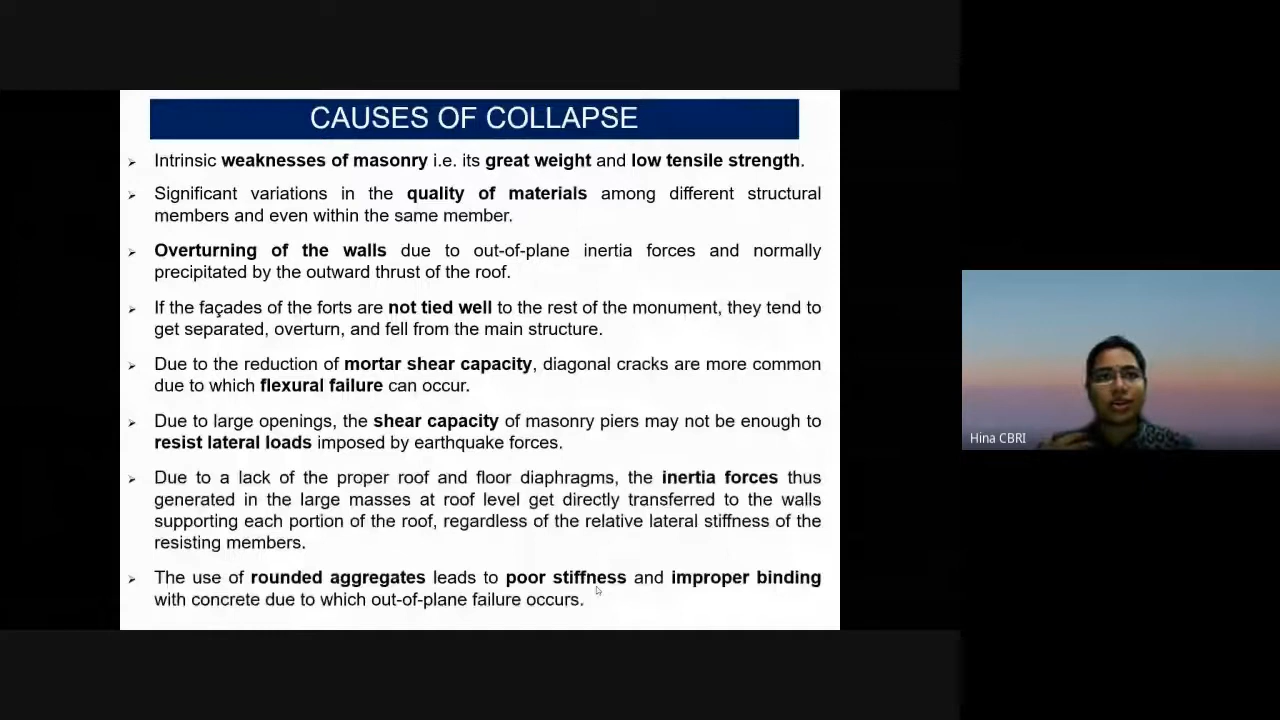 CAUSES OF COLLAPSE
➢ Intrinsic weaknesses of masonry i.e. its great weight and low tensile strength.
➢ Significant variations in the quality of materials among different structural
members and even within the same member.
➢ Overturning of the walls due to out-of-plane inertia forces and normally
precipitated by the outward thrust of the roof.
➢ If the façades of the forts are not tied well to the rest of the monument, they tend to
get separated, overturn, and fell from the main structure.
➢ Due to the reduction of mortar shear capacity, diagonal cracks are more common
due to which flexural failure can occur.
➢ Due to large openings, the shear capacity of masonry piers may not be enough to
resist lateral loads imposed by earthquake forces.
➢ Due to a lack of the proper roof and floor diaphragms, the inertia forces thus
generated in the large masses at roof level get directly transferred to the walls
supporting each portion of the roof, regardless of the relative lateral stiffness of the
resisting members.
➢ The use of rounded aggregates leads to poor stiffness and improper binding
with concrete due to which out-of-plane failure occurs.
Hina CBRI